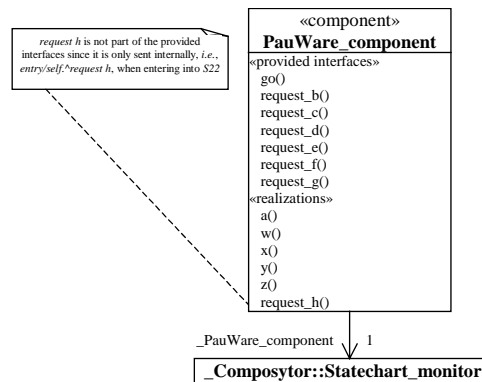 request h is not part of the provided
interfaces since it is only sent internally, i.e.,
entry/self.^request h, when entering into S22
«component»
PauWare_component
«provided interfaces»
go()
request_b()
request_c()
request_d()
request_e()
request_f()
request_g()
«realizations»
a()
w()
x()
y()
z()
request_h()
_PauWare_component 1
_Composytor::Statechart_monitor